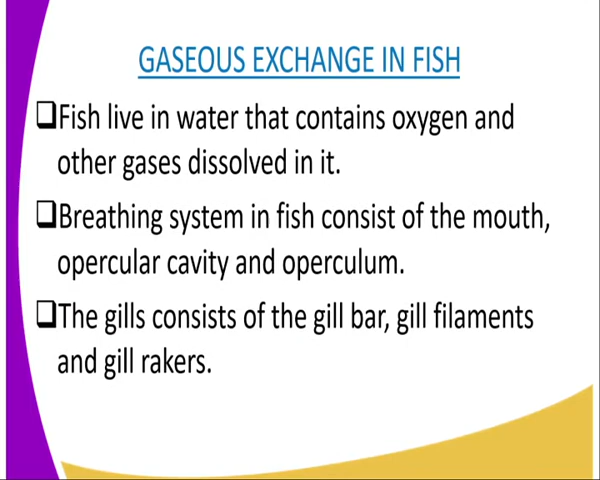 GASEOUS EXCHANGE IN FISH
❑Fish live in water that contains oxygen and
other gases dissolved in it.
❑Breathing system in fish consist of the mouth,
opercular cavity and operculum.
❑The gills consists of the gill bar, gill filaments
and gill rakers.